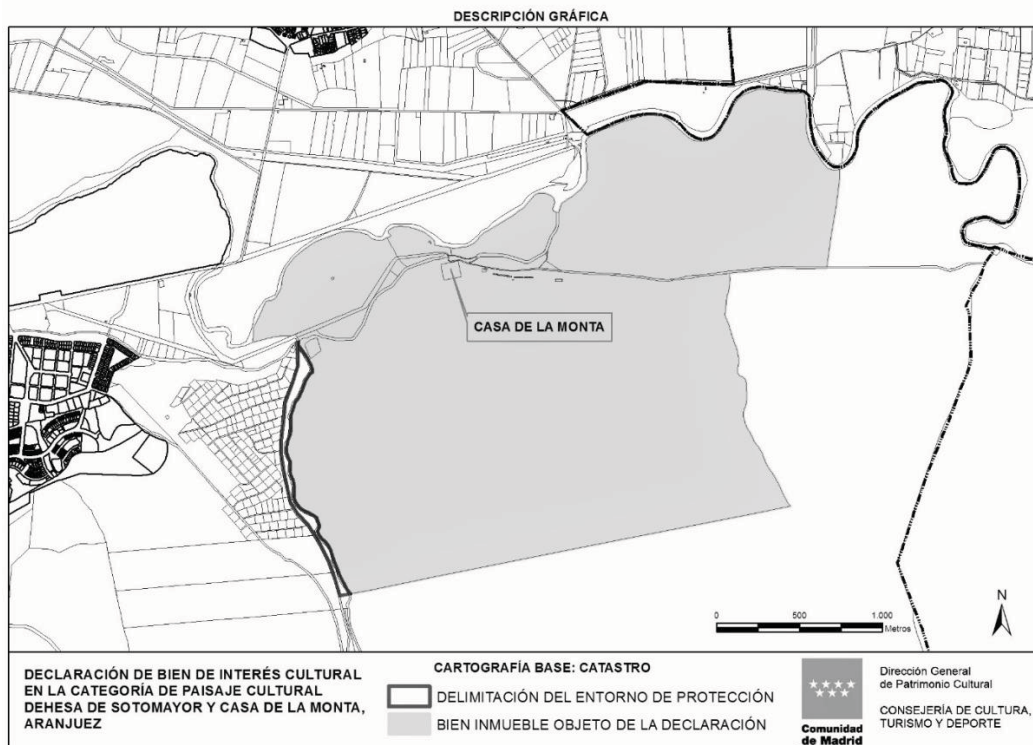 DESCRIPCIÓN GRÁFICA
CASA DE LA MONTA
0 500 1.000
Metros
N
DECLARACIÓN DE BIEN DE INTERÉS CULTURAL
EN LA CATEGORÍA DE PAISAJE CULTURAL
DEHESA DE SOTOMAYOR Y CASA DE LA MONTA,
ARANJUEZ
CARTOGRAFÍA BASE: CATASTRO
DELIMITACIÓN DEL ENTORNO DE PROTECCIÓN
BIEN INMUEBLE OBJETO DE LA DECLARACIÓN
Comunidad
de Madrid
Dirección General
de Patrimonio Cultural
CONSEJERÍA DE CULTURA,
TURISMO Y DEPORTE